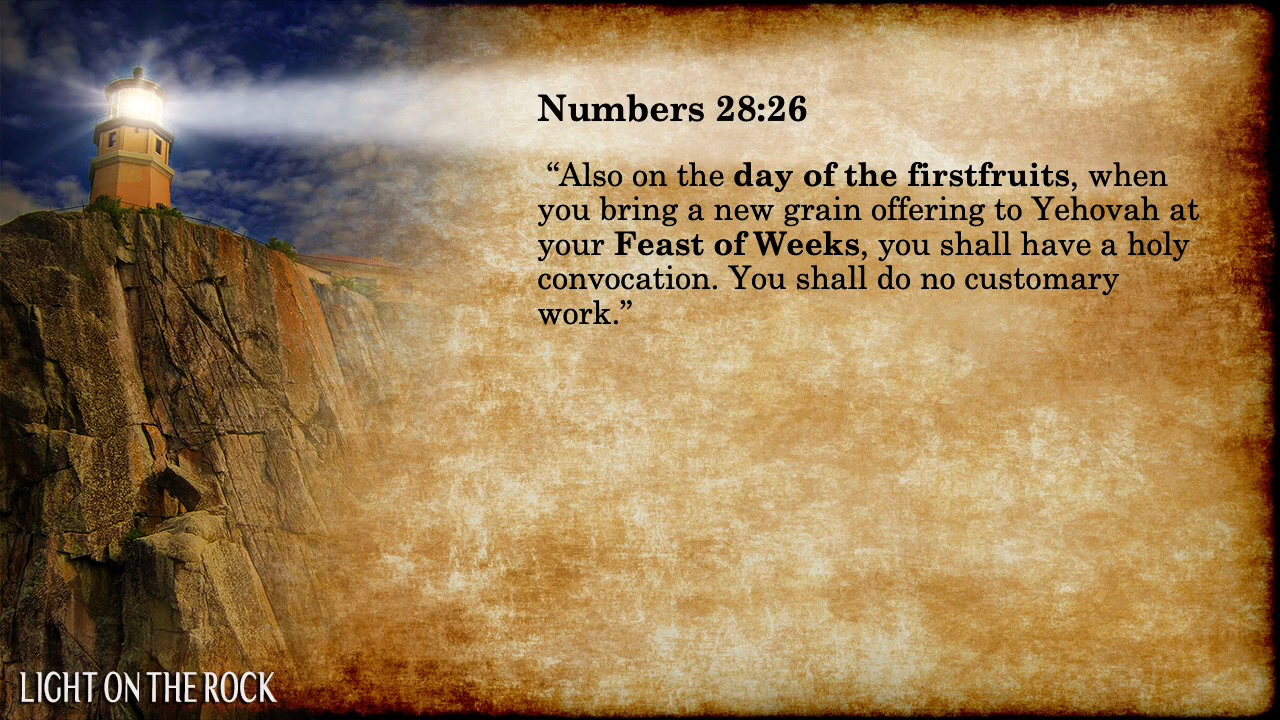 Numbers 28:26
“Also on the day of the firstfruits, when
you bring a new grain offering to Yehovah at
your Feast of Weeks, you shall have a holy
convocation. You shall do no customary
work.”
LIGHT ON THE ROCK